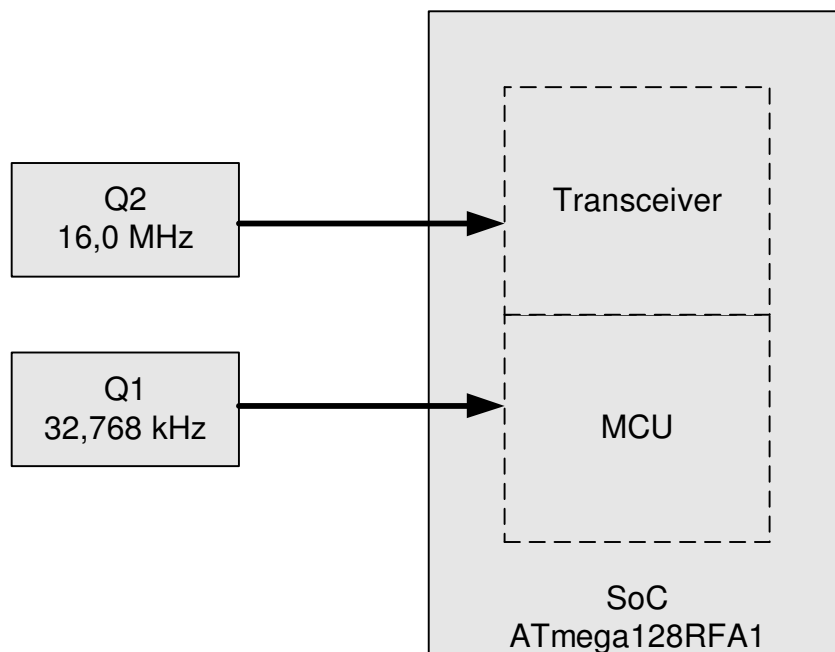 Q2
16,0 MHz
Transceiver
Q1
32,768 kHz
MCU
SoC
ATmega128RFA1